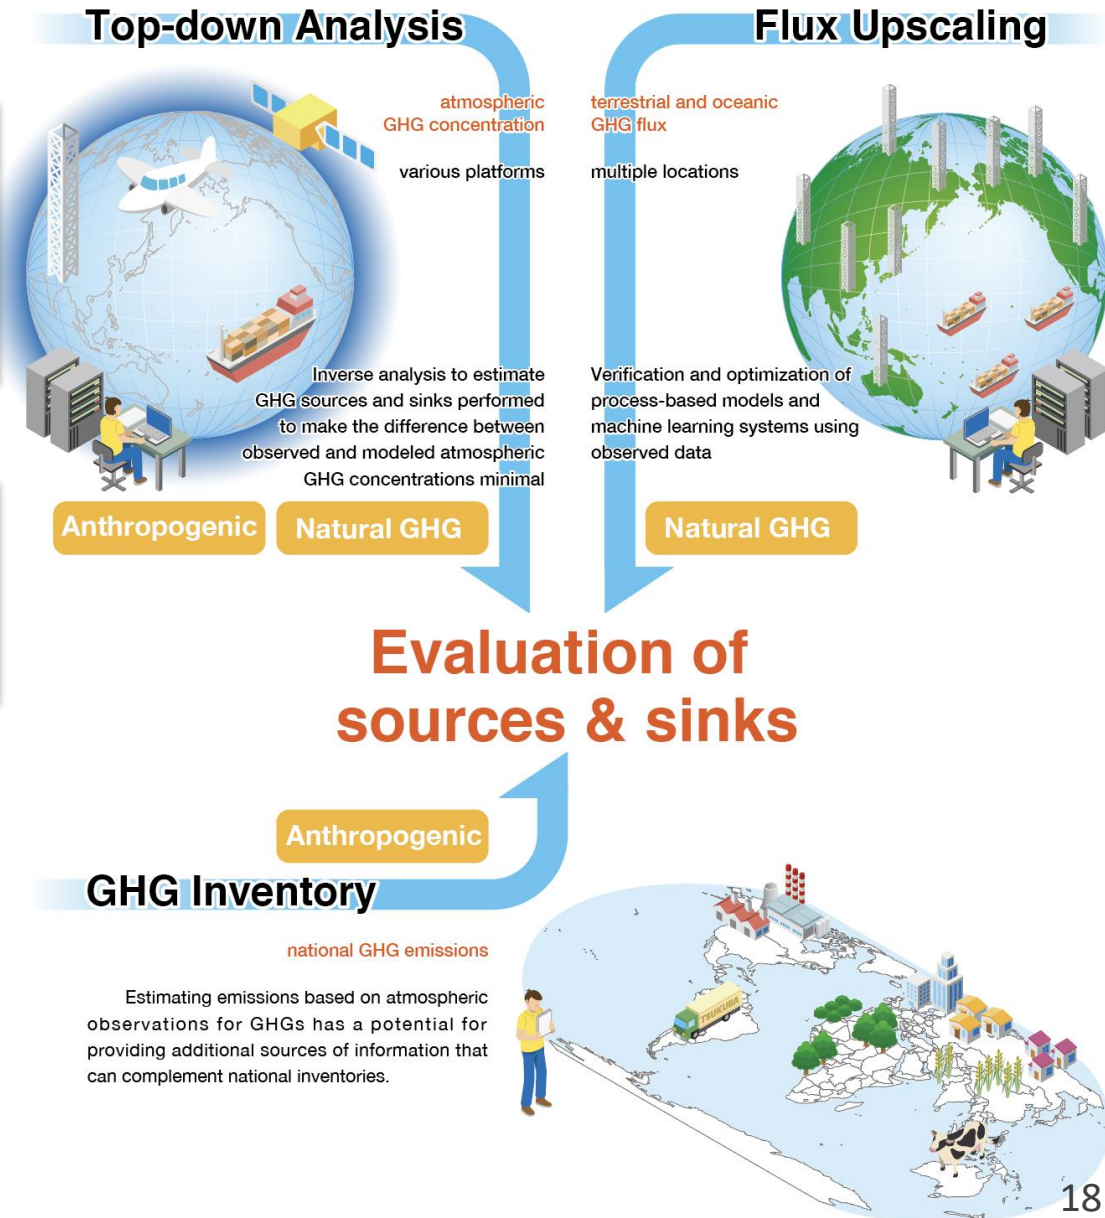 Top-down Analysis
atmospheric
GHG concentration
various platforms
Inverse analysis to estimate
GHG sources and sinks performed
to make the difference between
observed and modeled atmospheric
GHG concentrations minimal
Anthropogenic
Natural GHG
Flux Upscaling
terrestrial and oceanic
GHG flux
multiple locations
Verification and optimization of
process-based models and
machine learning systems using
observed data
Natural GHG
Evaluation of
sources & sinks
Anthropogenic
GHG Inventory
national GHG emissions
Estimating emissions based on atmospheric
observations for GHGs has a potential for
providing additional sources of information that
can complement national inventories.
TSUKUBA
18